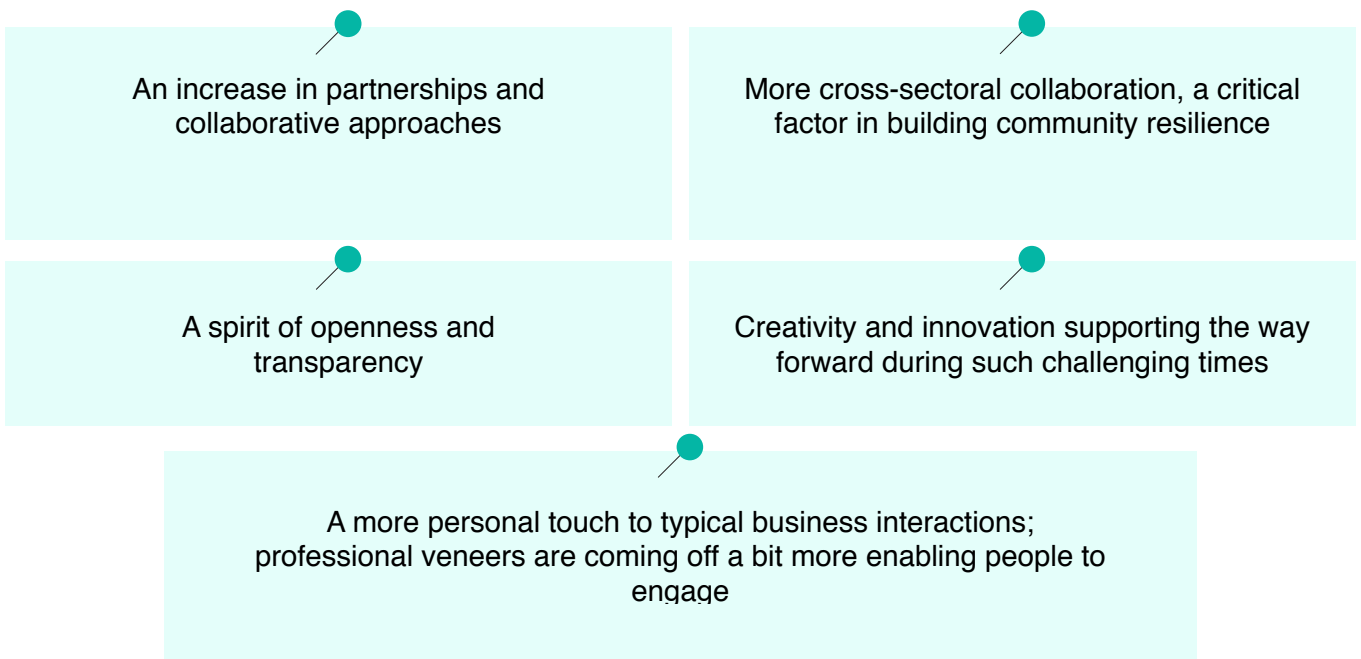 An increase in partnerships and
collaborative approaches
More cross-sectoral collaboration, a critical
factor in building community resilience
A spirit of openness and
transparency
Creativity and innovation supporting the way
forward during such challenging times
A more personal touch to typical business interactions;
professional veneers are coming off a bit more enabling people to
engage